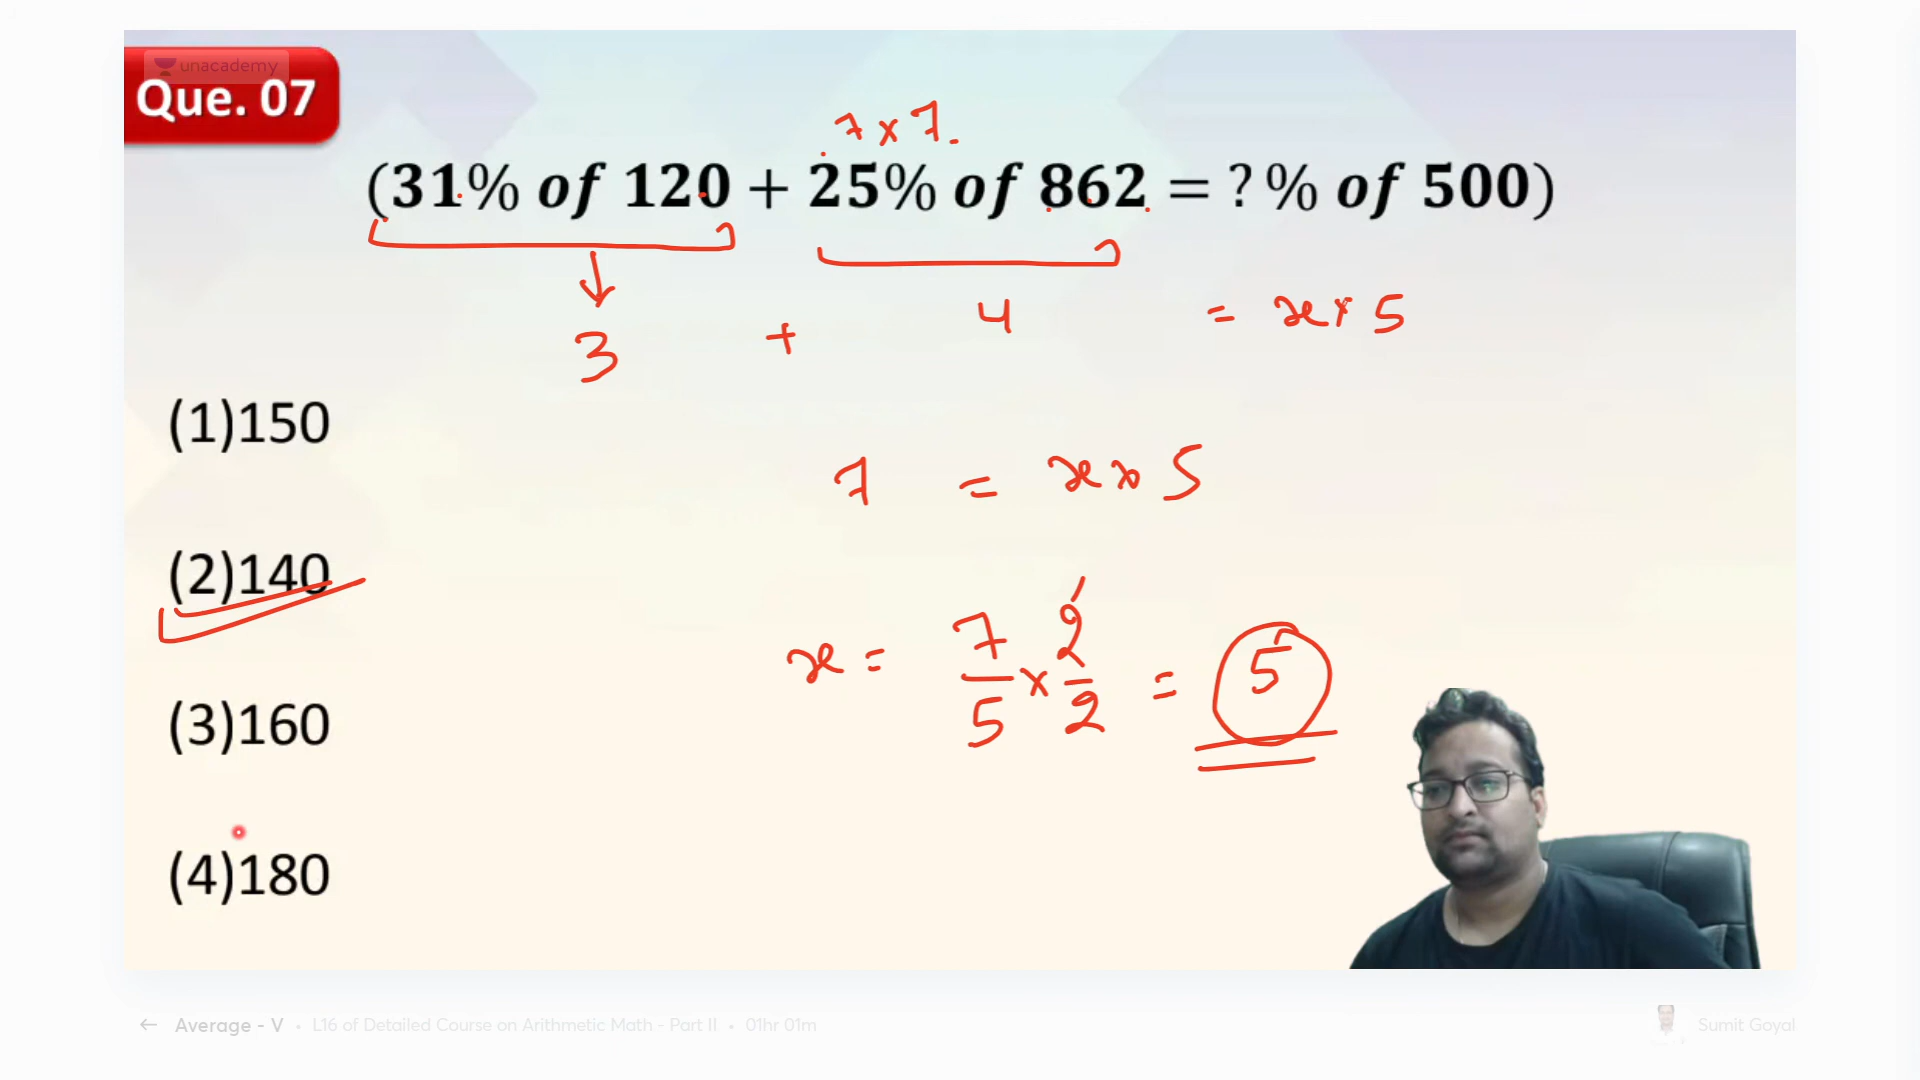 unacademy
Que. 07
7 x 7.
(31% of 120 + 25% of 862 = ?% of 500)
3 + 4 = x x 5
(1)150
7 = x x 5
(2)140
x = 7/5 x 2/2 = 5
(3)160
(4)180
← Average - V • L16 of Detailed Course on Arithmetic Math - Part II • 01hr 01m
Sumit Goyal